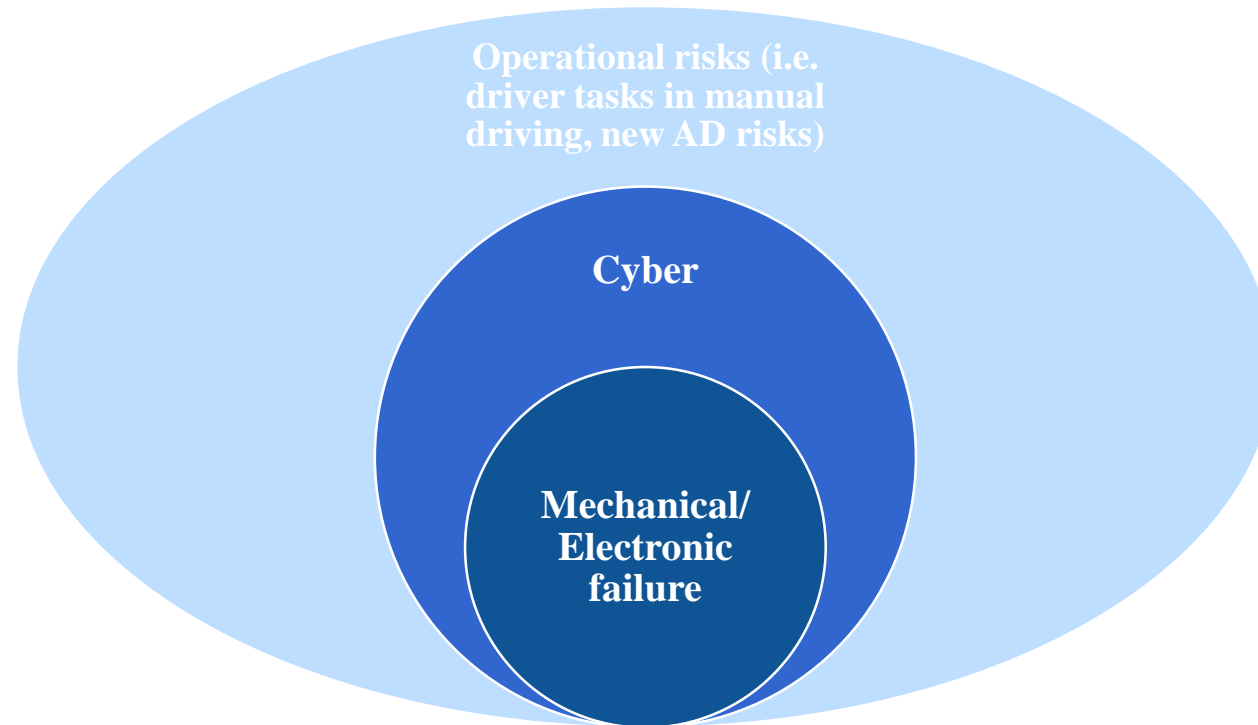 Operational risks (i.e.
driver tasks in manual
driving, new AD risks)
Cyber
Mechanical/
Electronic
failure